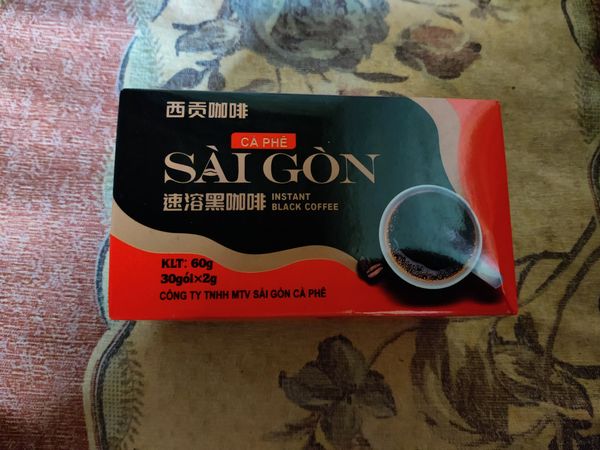 西贡咖啡
CÀ PHÊ
SÀI GÒN
速溶黑咖啡
INSTANT
BLACK COFFEE
KLT: 60g
30gói×2g
CÔNG TY TNHH MTV SÀI GÒN CÀ PHÊ